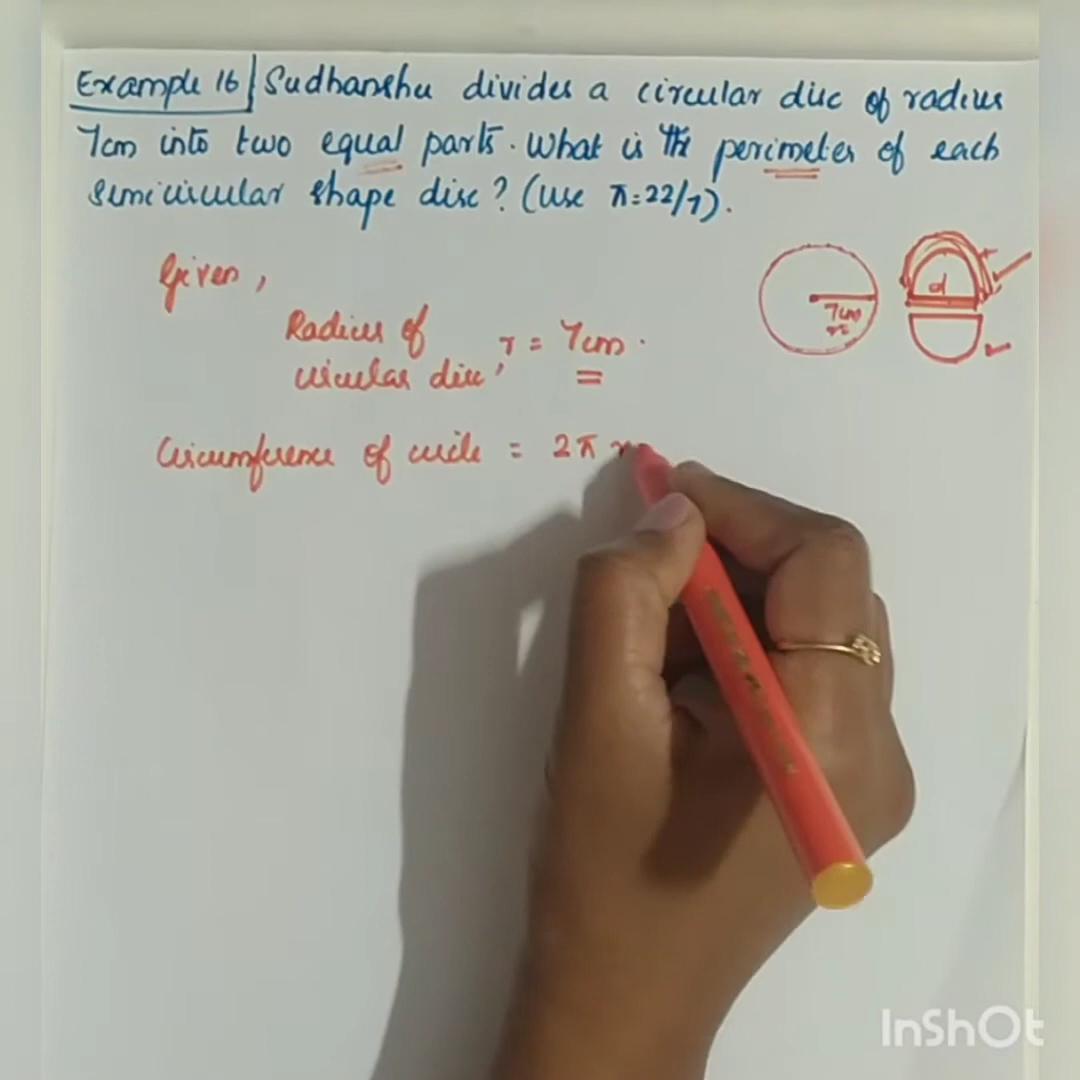 Example 16 Sudhanshu divides a circular disc of radius
7cm into two equal parts. What is the perimeter of each
semicircular shape disc? (use π=22/7).
Given,
Radius of
circular disc, r = 7cm.
7cm
d
Circumference of circle = 2π r
InShOt